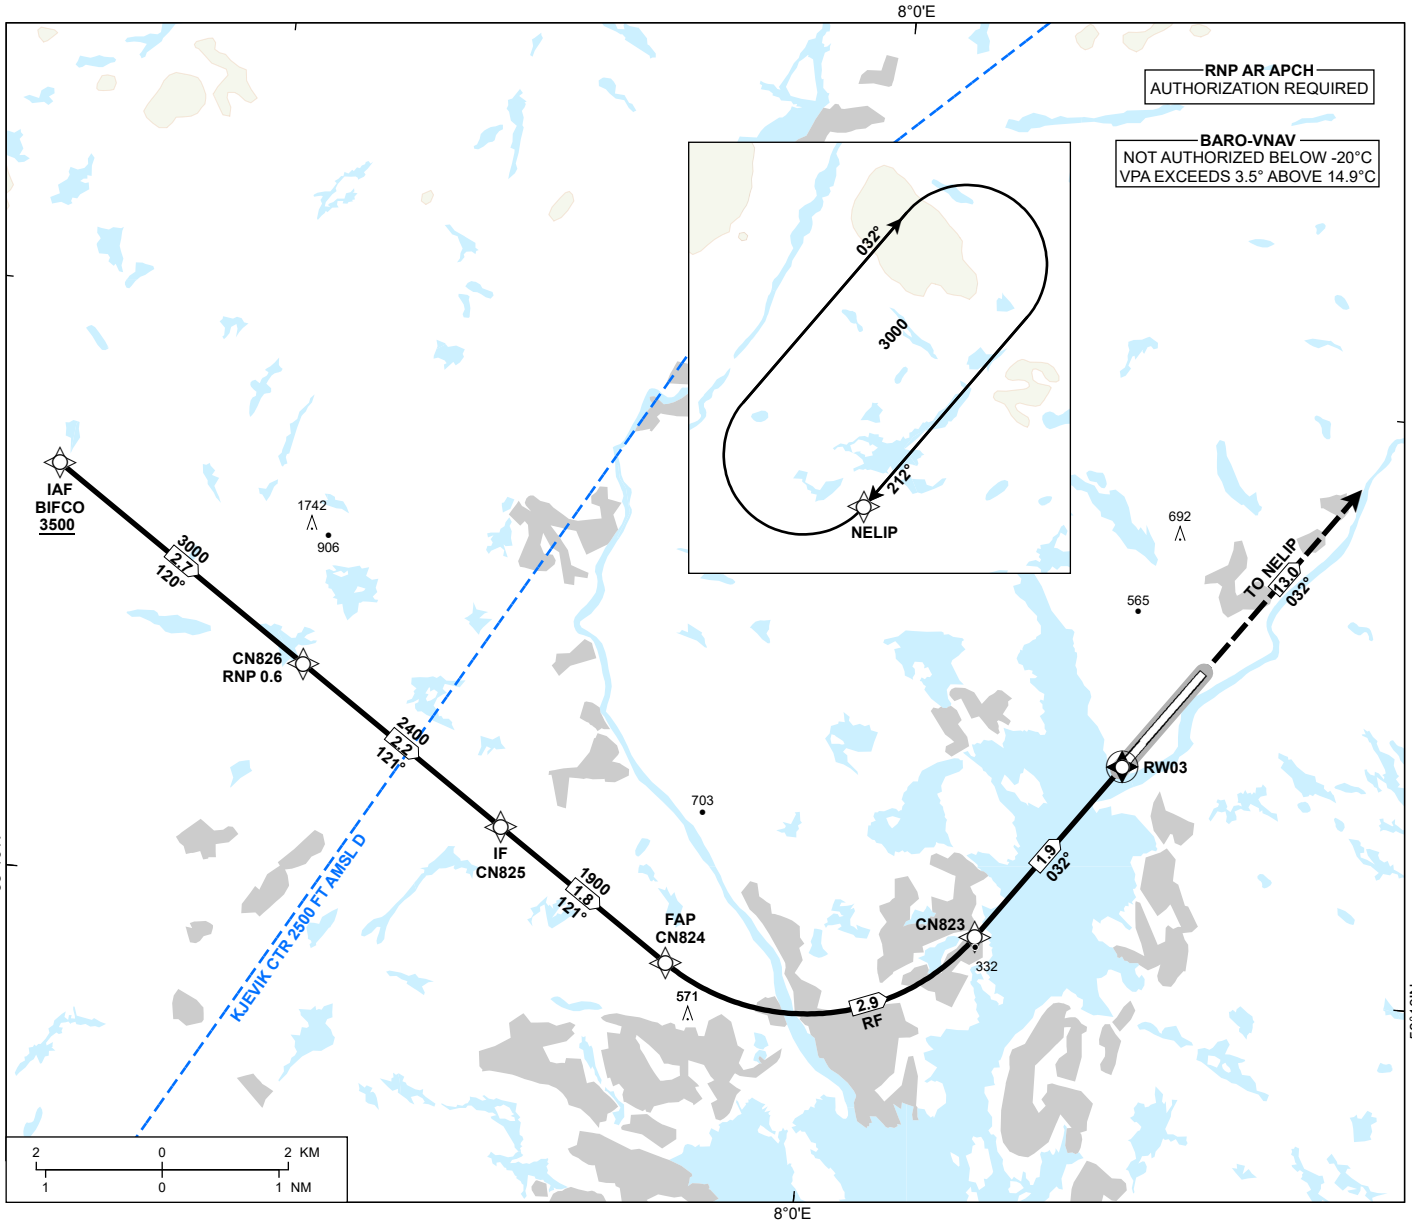 8°0'E
RNP AR APCH
AUTHORIZATION REQUIRED
BARO-VNAV
NOT AUTHORIZED BELOW -20°C
VPA EXCEEDS 3.5° ABOVE 14.9°C
032°
3000
212°
NELIP
IAF
BIFCO
3500
1742
906
3000
2.7
120°
692
565
TO NELIP
13.0
032°
CN826
RNP 0.6
2400
2.2
121°
RW03
703
IF
CN825
KJEVIK CTR 2500 FT AMSL D
1900
1.8
121°
1.9
032°
FAP
CN824
CN823
332
571
2.9
RF
2 0 2 KM
1 0 1 NM
8°0'E